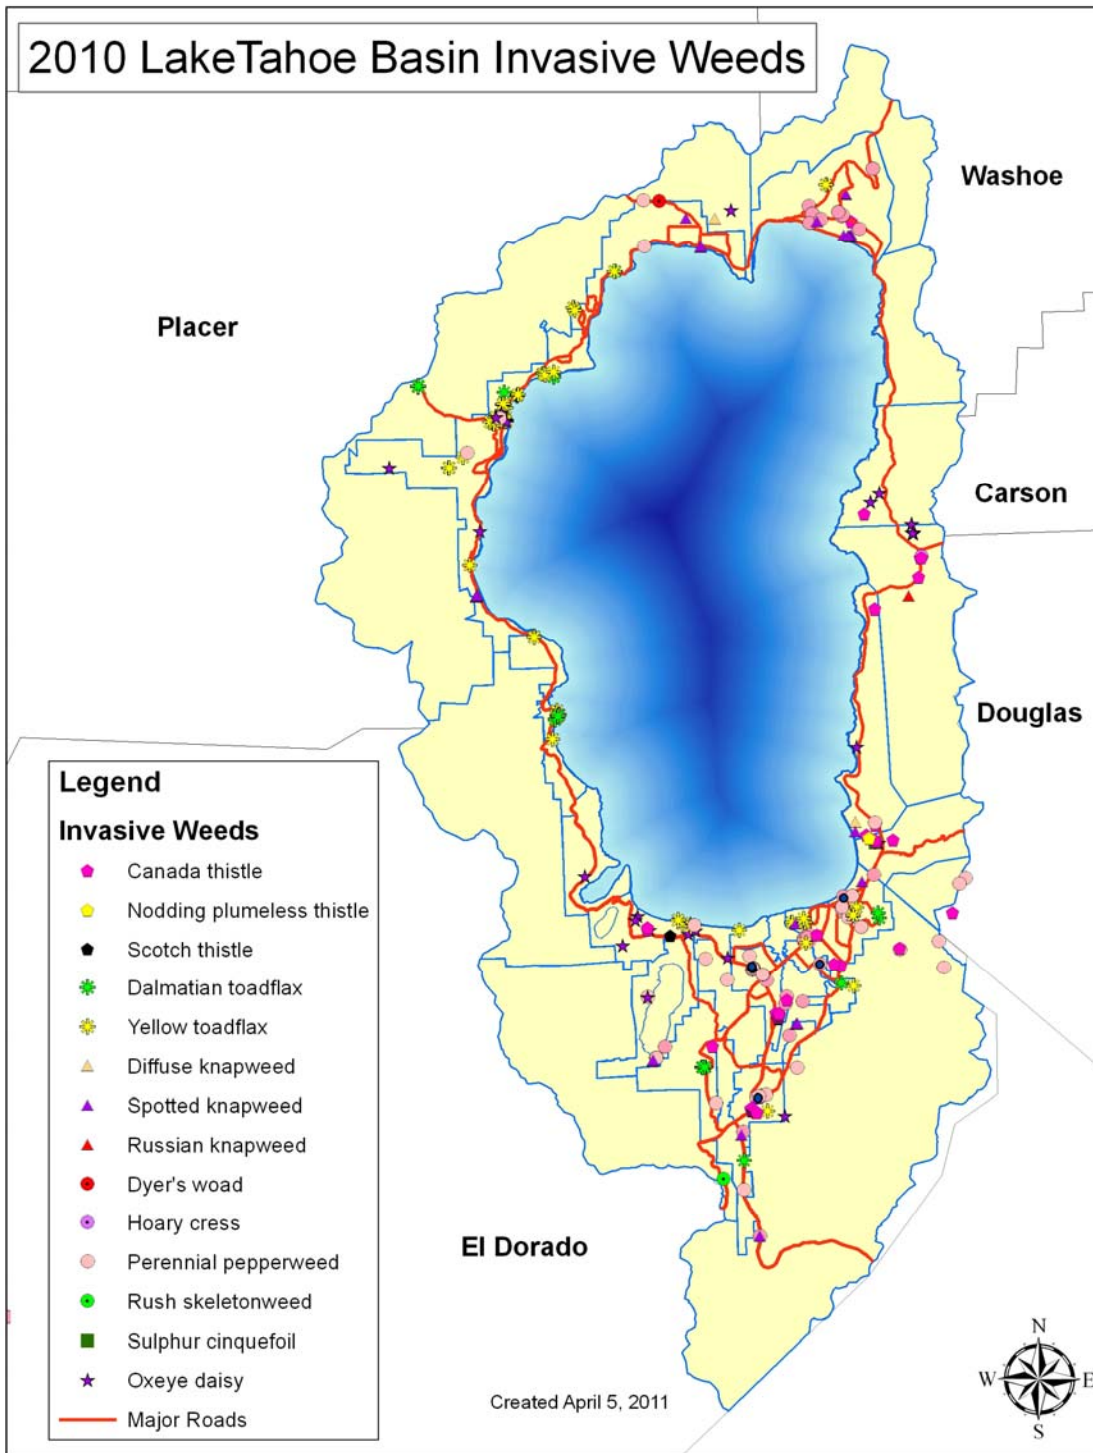 2010 LakeTahoe Basin Invasive Weeds
Washoe
Placer
Carson
Douglas
Legend
Invasive Weeds
Canada thistle
Nodding plumeless thistle
Scotch thistle
Dalmatian toadflax
Yellow toadflax
Diffuse knapweed
Spotted knapweed
Russian knapweed
Dyer's woad
Hoary cress
Perennial pepperweed
Rush skeletonweed
Sulphur cinquefoil
Oxeye daisy
Major Roads
El Dorado
Created April 5, 2011
N
W E
S